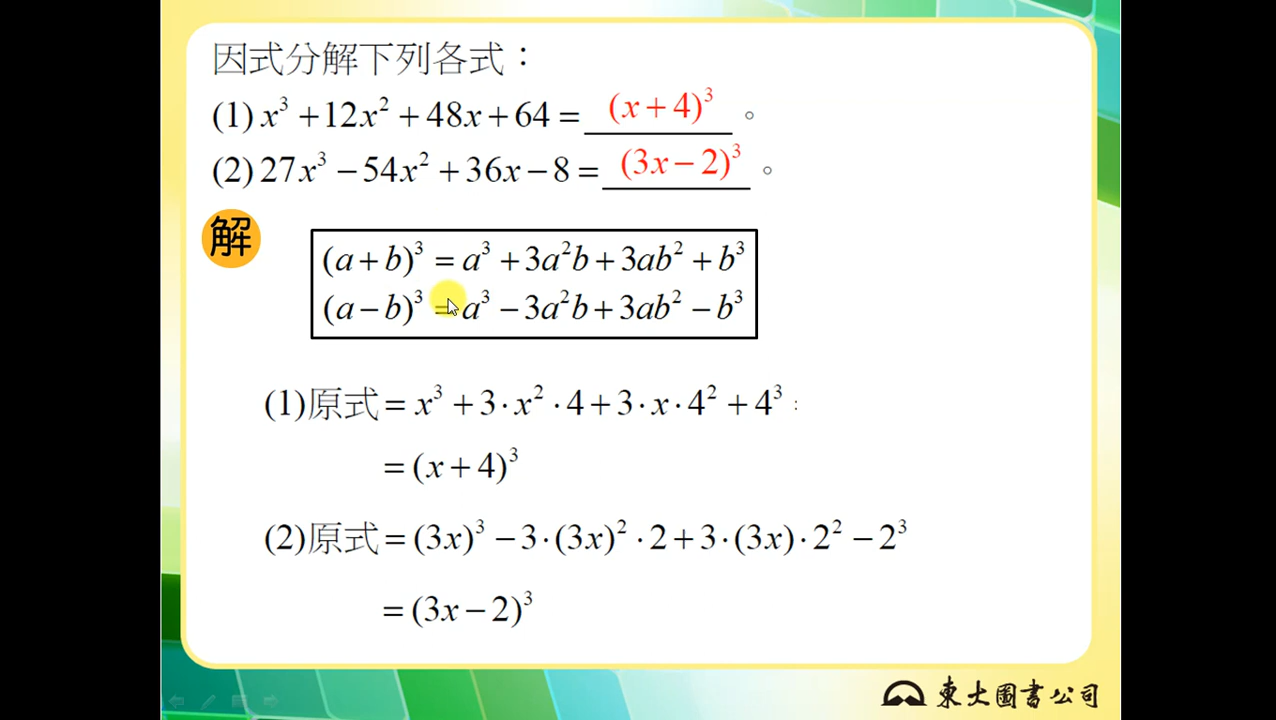 因式分解下列各式：
(1) x³ +12x² + 48x + 64 = (x + 4)³ 。
(2) 27x³ − 54x² + 36x − 8 = (3x − 2)³ 。
解
(a + b)³ = a³ + 3a²b + 3ab² + b³
(a − b)³ = a³ − 3a²b + 3ab² − b³
(1)原式 = x³ + 3 · x² · 4 + 3 · x · 4² + 4³
= (x + 4)³
(2)原式 = (3x)³ − 3 · (3x)² · 2 + 3 · (3x) · 2² − 2³
= (3x − 2)³
東大圖書公司